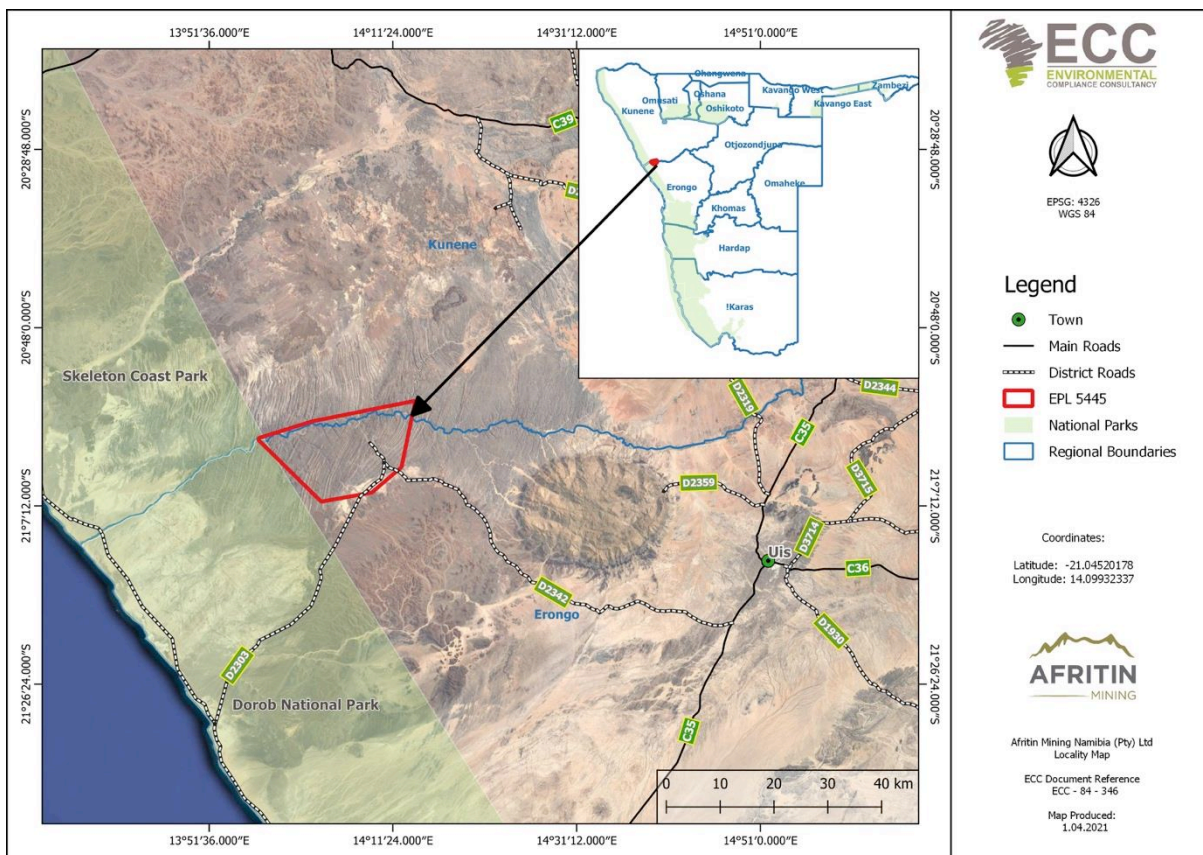 13°51'36.000"S
14°11'24.000"S
14°31'12.000"S
14°51'0.000"S
20°28'48.000"S
20°48'0.000"S
21°7'12.000"S
21°26'24.000"S
20°28'48.000"S
20°48'0.000"S
21°7'12.000"S
21°26'24.000"S
C39
Kunene
Skeleton Coast Park
D2319
D2344
C35
D3715
D2359
D3714
Uis
C36
D2342
Erongo
D1930
D2303
Dorob National Park
C35
0 10 20 30 40 km
13°51'36.000"S
14°11'24.000"S
14°31'12.000"S
14°51'0.000"S
Ohangwena
Omusati
Oshana
Oshikoto
Kavango West
Kavango East
Zambezi
Kunene
Otjozondjupa
Omaheke
Erongo
Khomas
Hardap
!Karas
ECC
ENVIRONMENTAL
COMPLIANCE CONSULTANCY
EPSG: 4326
WGS 84
Legend
Town
Main Roads
District Roads
EPL 5445
National Parks
Regional Boundaries
Coordinates:
Latitude: -21.04520178
Longitude: 14.09932337
AFRITIN
MINING
Afritin Mining Namibia (Pty) Ltd
Locality Map
ECC Document Reference
ECC - 84 - 346
Map Produced:
1.04.2021